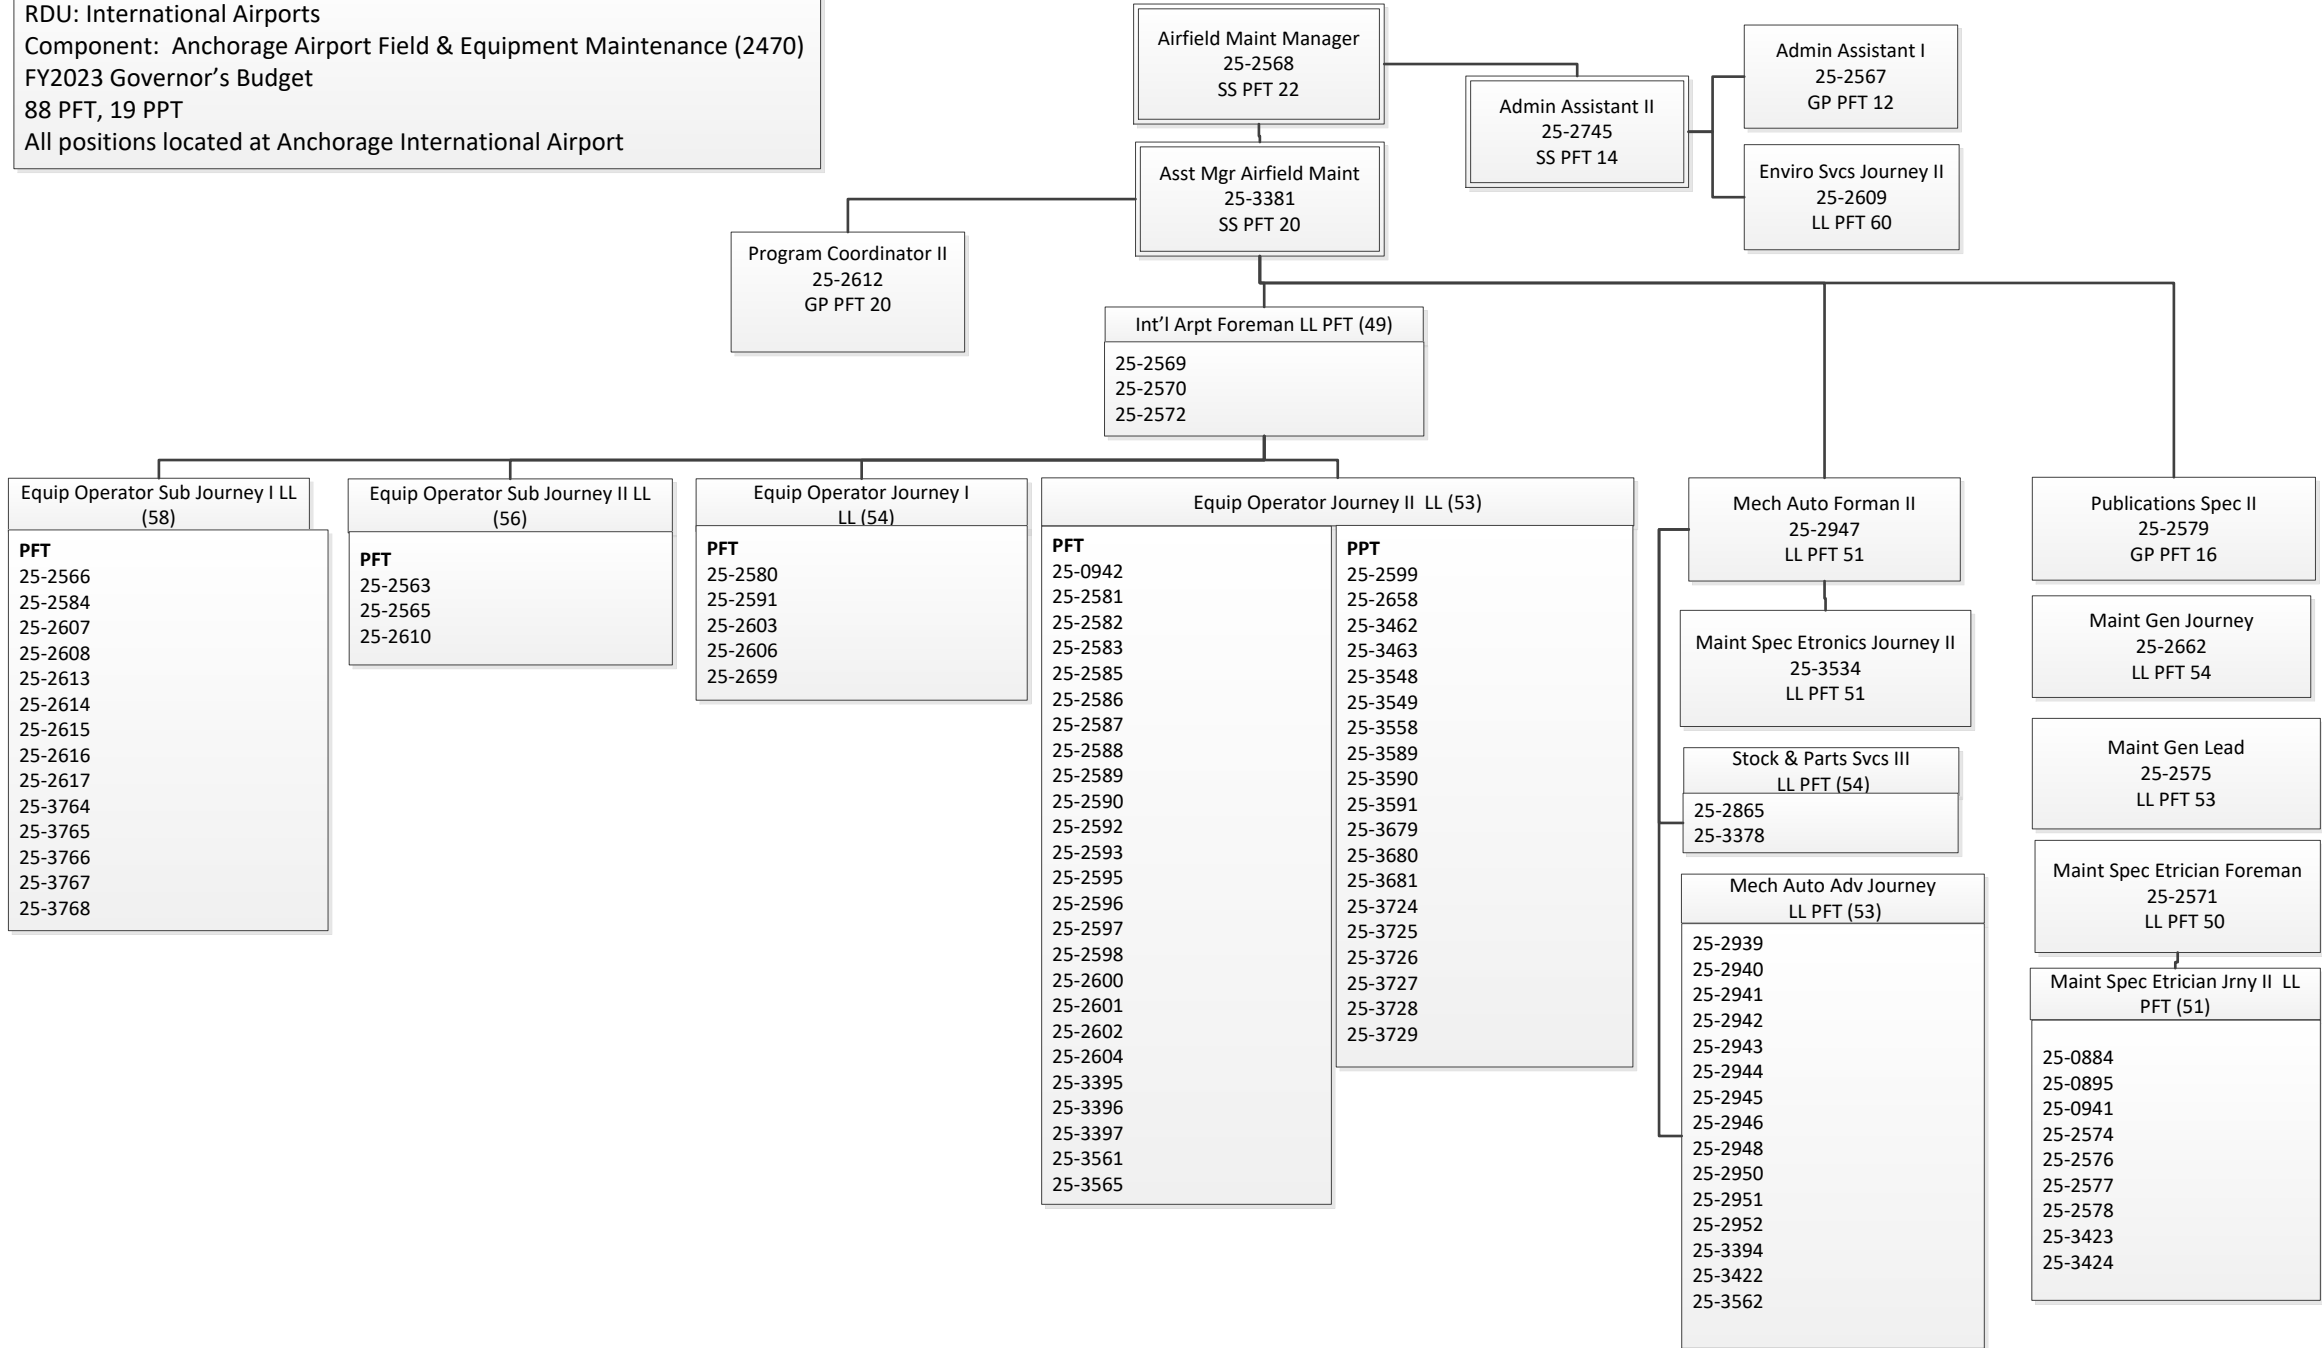 RDU: International Airports
Component:  Anchorage Airport Field & Equipment Maintenance (2470)
FY2023 Governor’s Budget
88 PFT, 19 PPT
All positions located at Anchorage International Airport
Airfield Maint Manager
25-2568
SS PFT 22
Admin Assistant II
25-2745
SS PFT 14
Admin Assistant I
25-2567
GP PFT 12
Enviro Svcs Journey II
25-2609
LL PFT 60
Asst Mgr Airfield Maint
25-3381
SS PFT 20
Program Coordinator II
25-2612
GP PFT 20
Int’l Arpt Foreman LL PFT (49)
25-2569
25-2570
25-2572
Equip Operator Sub Journey I LL
(58)
PFT
25-2566
25-2584
25-2607
25-2608
25-2613
25-2614
25-2615
25-2616
25-2617
25-3764
25-3765
25-3766
25-3767
25-3768
Equip Operator Sub Journey II LL
(56)
PFT
25-2563
25-2565
25-2610
Equip Operator Journey I
LL (54)
PFT
25-2580
25-2591
25-2603
25-2606
25-2659
Equip Operator Journey II  LL (53)
PFT
25-0942
25-2581
25-2582
25-2583
25-2585
25-2586
25-2587
25-2588
25-2589
25-2590
25-2592
25-2593
25-2595
25-2596
25-2597
25-2598
25-2600
25-2601
25-2602
25-2604
25-3395
25-3396
25-3397
25-3561
25-3565
PPT
25-2599
25-2658
25-3462
25-3463
25-3548
25-3549
25-3558
25-3589
25-3590
25-3591
25-3679
25-3680
25-3681
25-3724
25-3725
25-3726
25-3727
25-3728
25-3729
Mech Auto Forman II
25-2947
LL PFT 51
Maint Spec Etronics Journey II
25-3534
LL PFT 51
Stock & Parts Svcs III
LL PFT (54)
25-2865
25-3378
Mech Auto Adv Journey
LL PFT (53)
25-2939
25-2940
25-2941
25-2942
25-2943
25-2944
25-2945
25-2946
25-2948
25-2950
25-2951
25-2952
25-3394
25-3422
25-3562
Publications Spec II
25-2579
GP PFT 16
Maint Gen Journey
25-2662
LL PFT 54
Maint Gen Lead
25-2575
LL PFT 53
Maint Spec Etrician Foreman
25-2571
LL PFT 50
Maint Spec Etrician Jrny II  LL
PFT (51)
25-0884
25-0895
25-0941
25-2574
25-2576
25-2577
25-2578
25-3423
25-3424